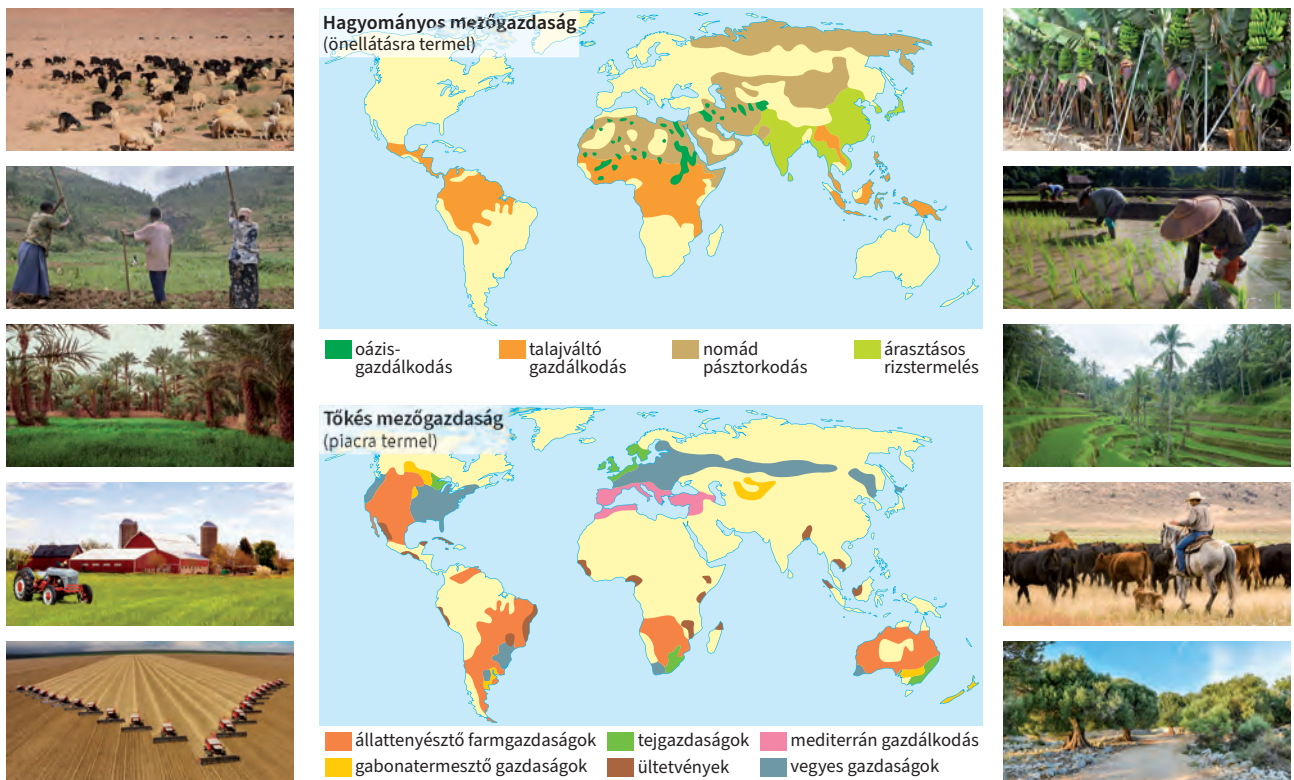 Hagyományos mezőgazdaság
(önellátásra termel)
oázis-
gazdálkodás
talajváltó
gazdálkodás
nomád
pásztorkodás
árasztásos
rizstermelés
Tőkés mezőgazdaság
(piacra termel)
állattenyésztő farmgazdaságok
tejgazdaságok
mediterrán gazdálkodás
gabonatermesztő gazdaságok
ültetvények
vegyes gazdaságok